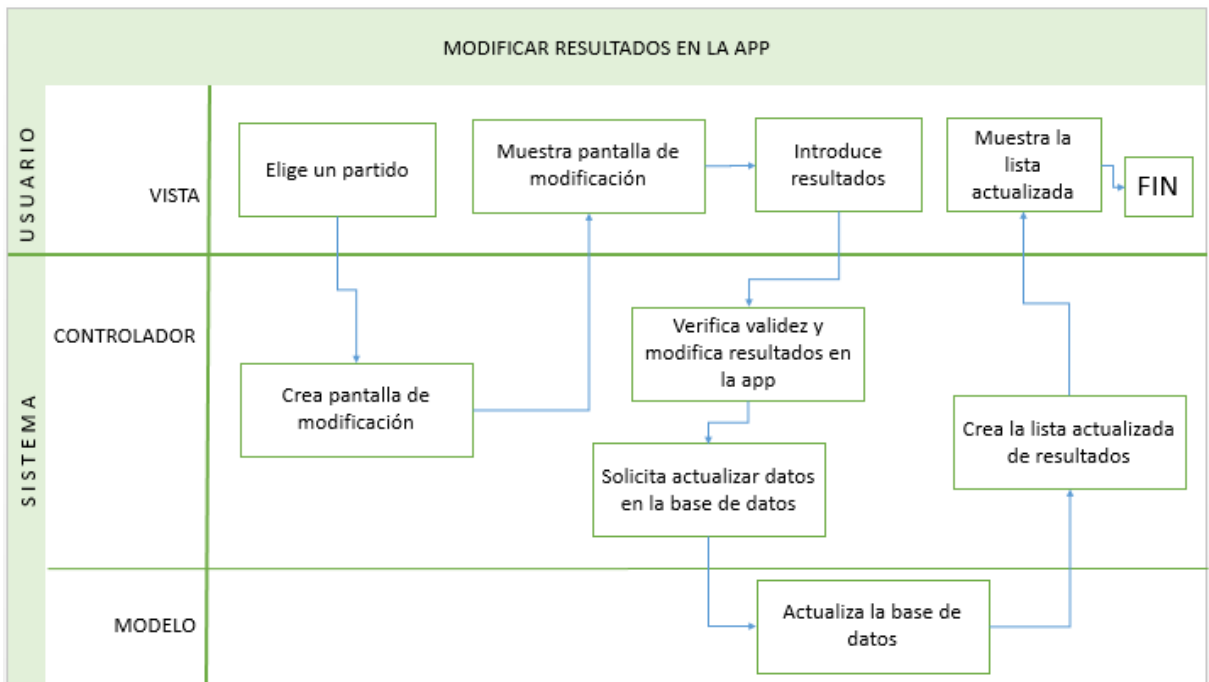 MODIFICAR RESULTADOS EN LA APP
USUARIO
VISTA
Elige un partido
Muestra pantalla de
modificación
Introduce
resultados
Muestra la
lista
actualizada
FIN
SISTEMA
CONTROLADOR
Crea pantalla de
modificación
Verifica validez y
modifica resultados en
la app
Solicita actualizar datos
en la base de datos
Crea la lista actualizada
de resultados
MODELO
Actualiza la base de
datos